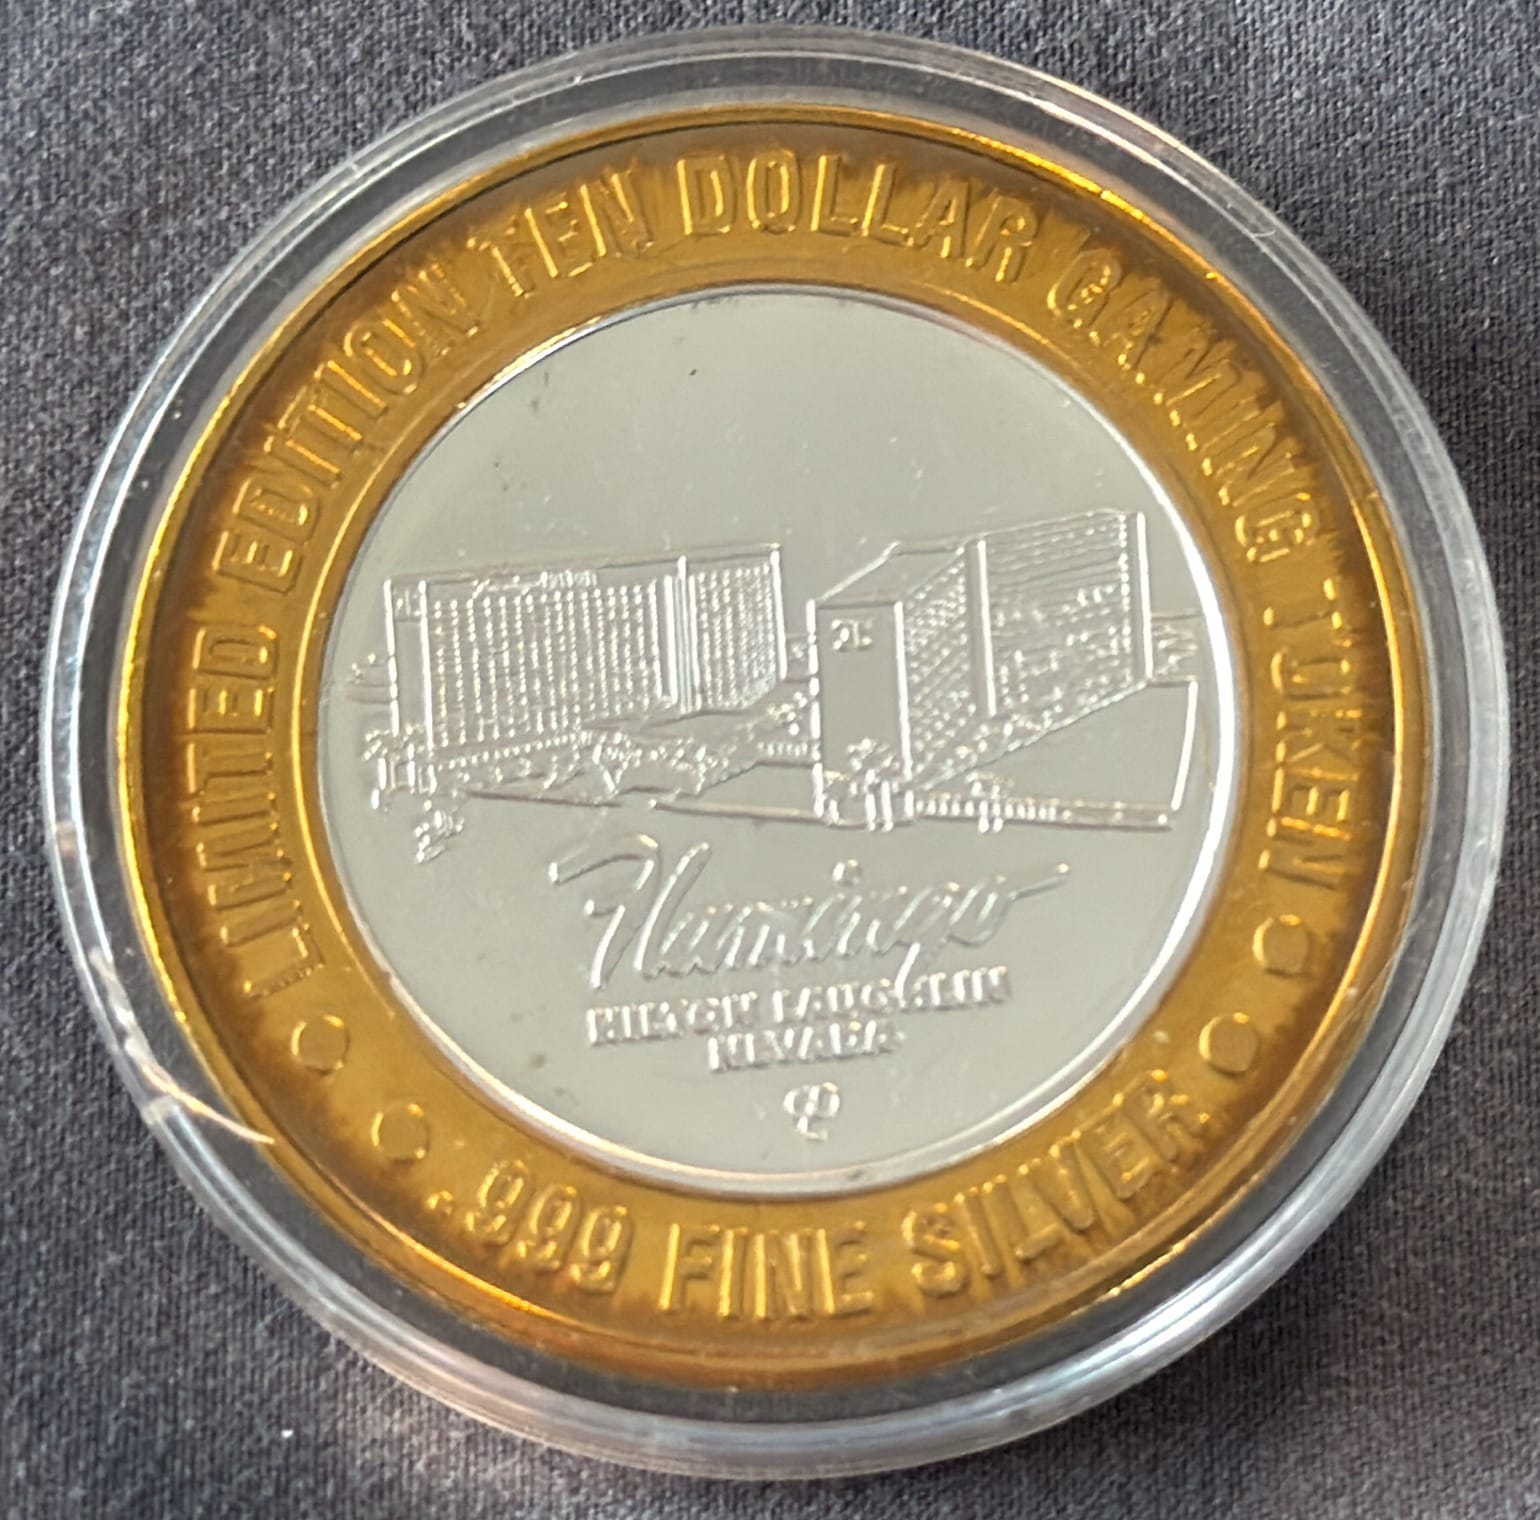 LIMITED EDITION TEN DOLLAR GAMING TOKEN
Flamingo
HILTON LAUGHLIN
NEVADA
.999 FINE SILVER